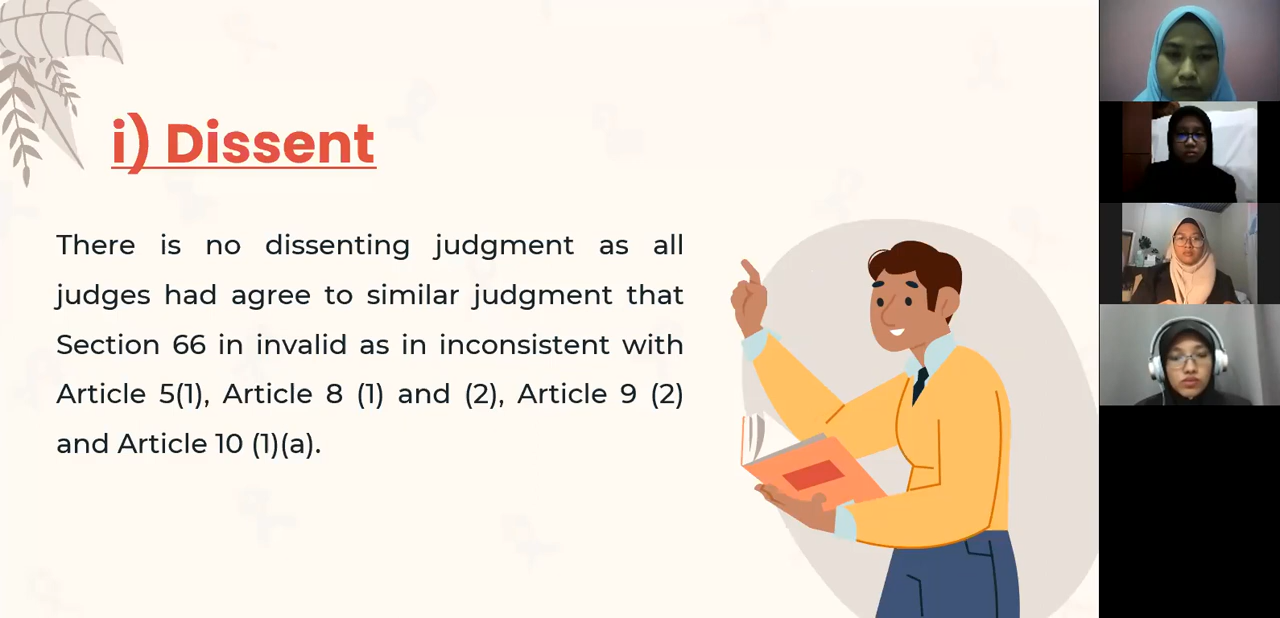 i) Dissent
There is no dissenting judgment as all
judges had agree to similar judgment that
Section 66 in invalid as in inconsistent with
Article 5(1), Article 8 (1) and (2), Article 9 (2)
and Article 10 (1)(a).